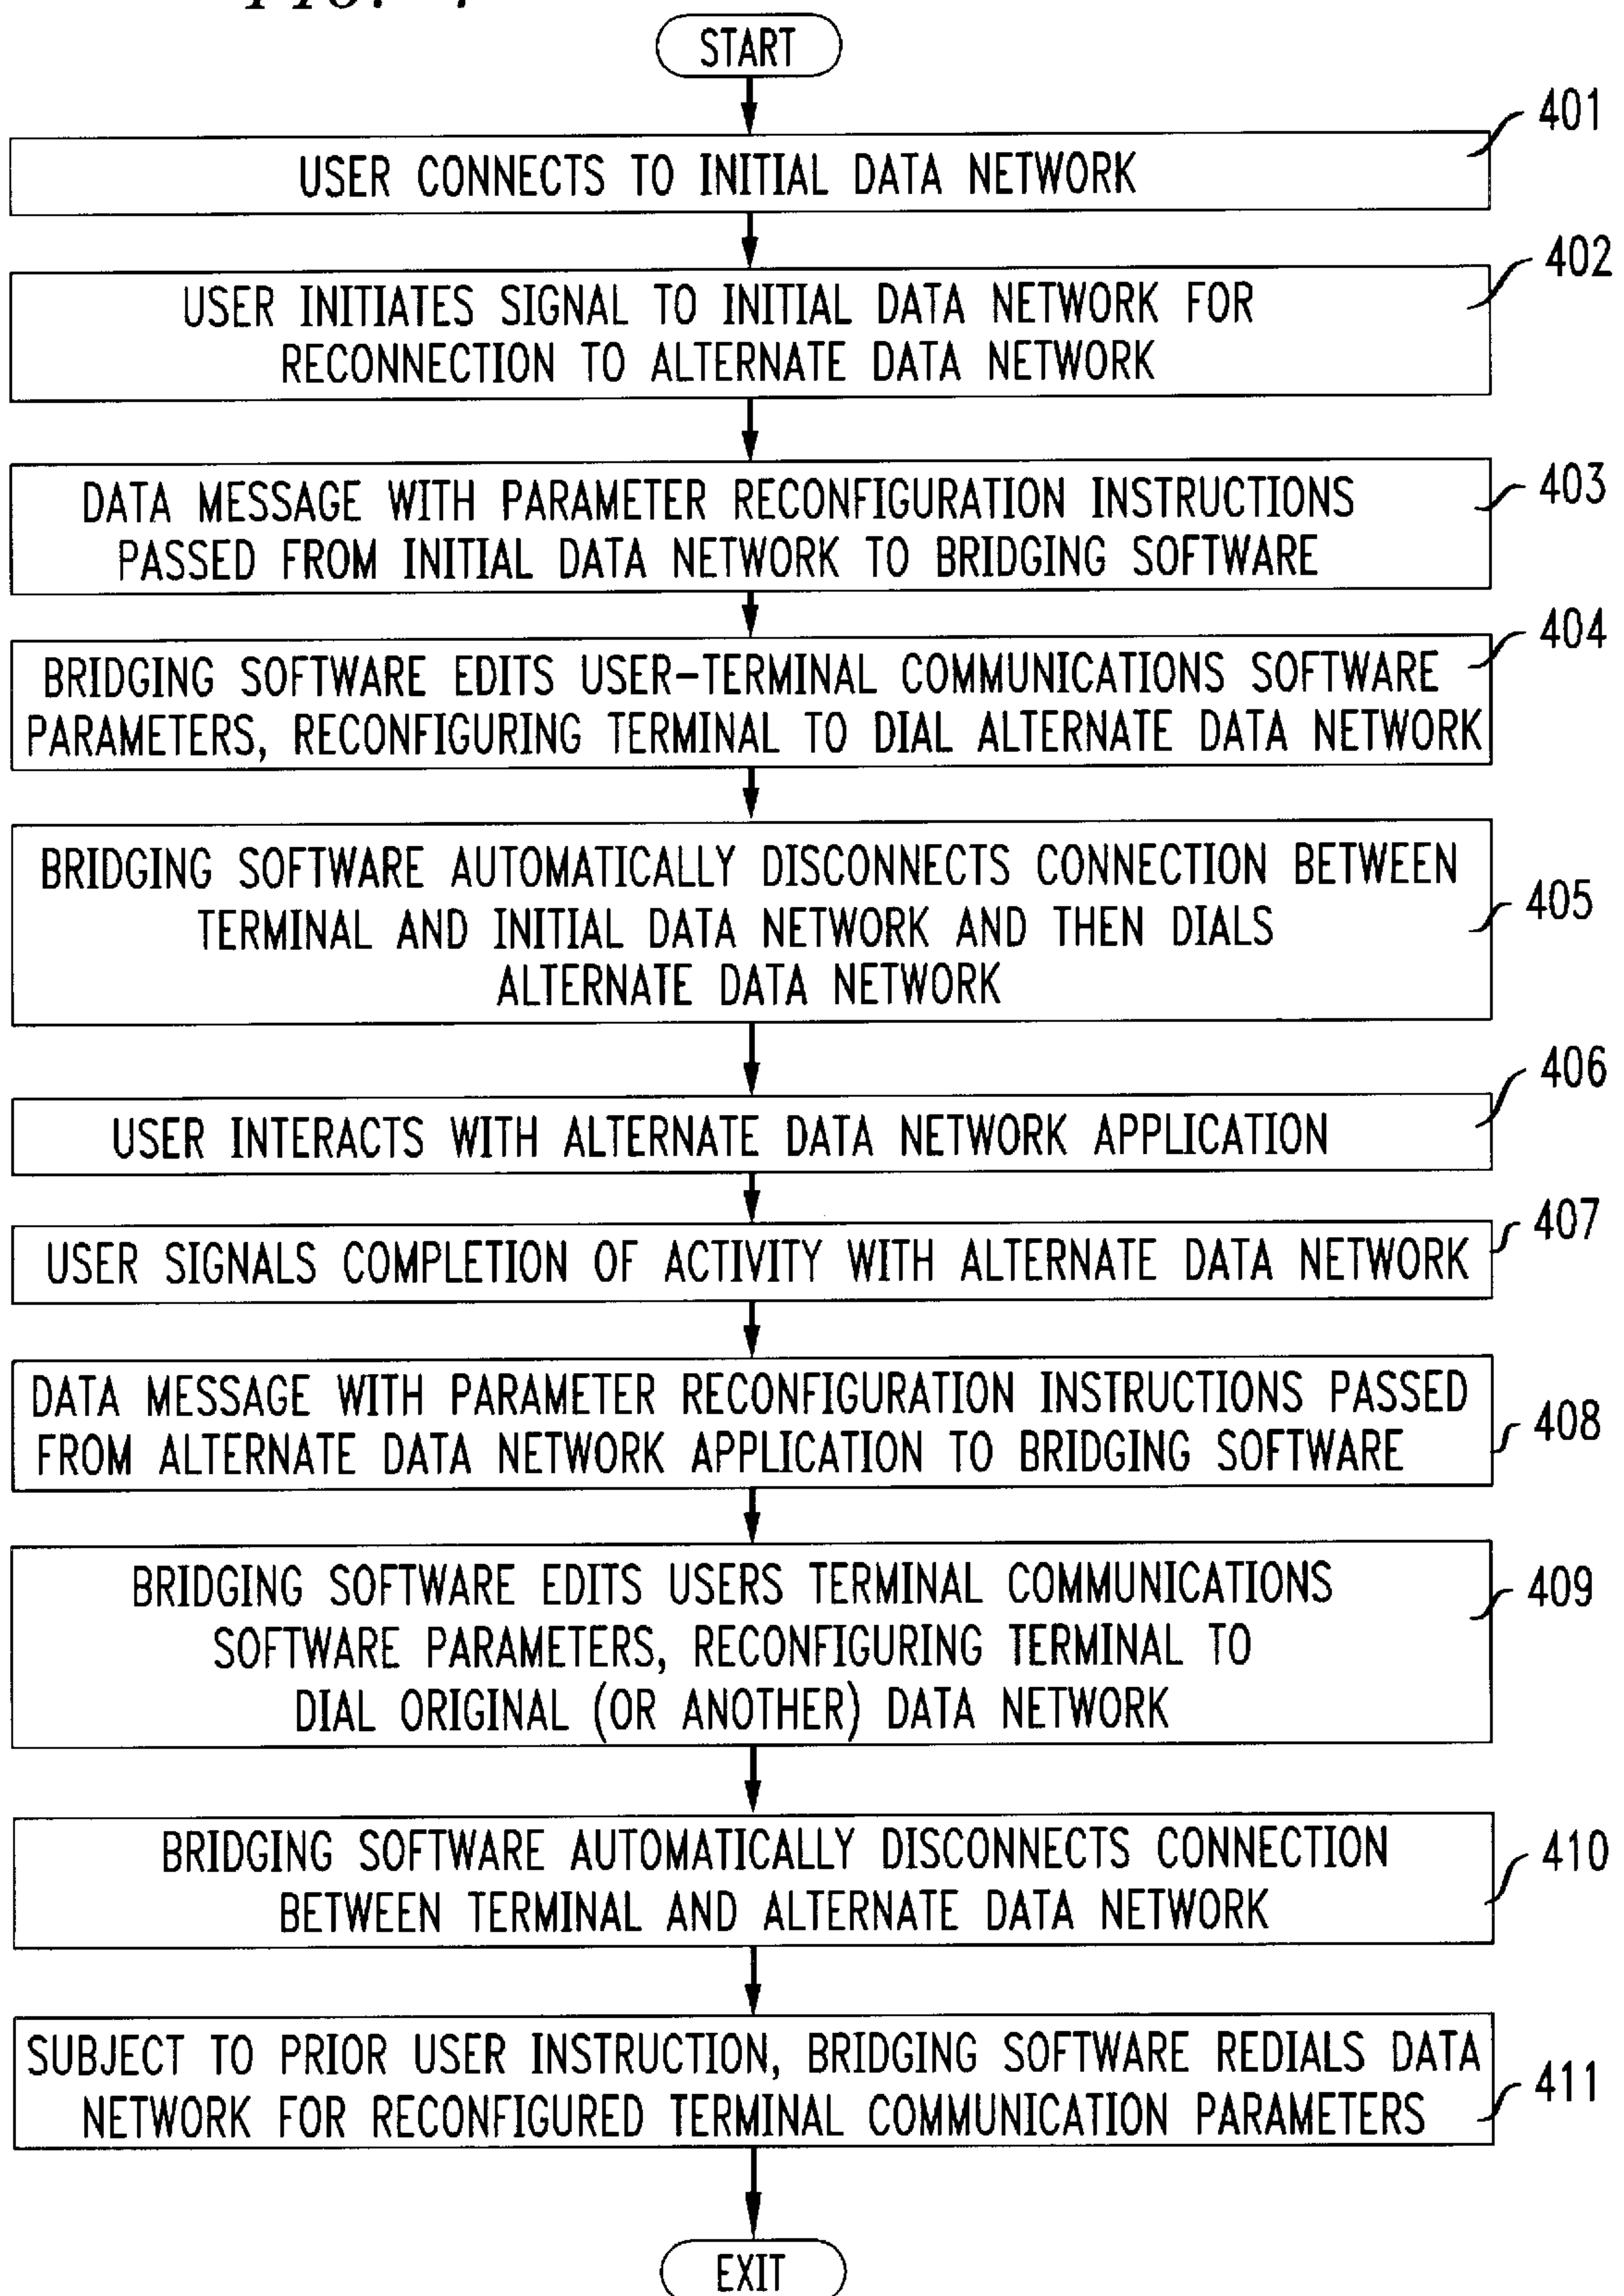 FIG. 4
START
401
USER CONNECTS TO INITIAL DATA NETWORK
402
USER INITIATES SIGNAL TO INITIAL DATA NETWORK FOR
RECONNECTION TO ALTERNATE DATA NETWORK
403
DATA MESSAGE WITH PARAMETER RECONFIGURATION INSTRUCTIONS
PASSED FROM INITIAL DATA NETWORK TO BRIDGING SOFTWARE
404
BRIDGING SOFTWARE EDITS USER-TERMINAL COMMUNICATIONS SOFTWARE
PARAMETERS, RECONFIGURING TERMINAL TO DIAL ALTERNATE DATA NETWORK
BRIDGING SOFTWARE AUTOMATICALLY DISCONNECTS CONNECTION BETWEEN
TERMINAL AND INITIAL DATA NETWORK AND THEN DIALS
ALTERNATE DATA NETWORK
405
406
USER INTERACTS WITH ALTERNATE DATA NETWORK APPLICATION
407
USER SIGNALS COMPLETION OF ACTIVITY WITH ALTERNATE DATA NETWORK
DATA MESSAGE WITH PARAMETER RECONFIGURATION INSTRUCTIONS PASSED
FROM ALTERNATE DATA NETWORK APPLICATION TO BRIDGING SOFTWARE
408
BRIDGING SOFTWARE EDITS USERS TERMINAL COMMUNICATIONS
SOFTWARE PARAMETERS, RECONFIGURING TERMINAL TO
DIAL ORIGINAL (OR ANOTHER) DATA NETWORK
409
BRIDGING SOFTWARE AUTOMATICALLY DISCONNECTS CONNECTION
BETWEEN TERMINAL AND ALTERNATE DATA NETWORK
410
SUBJECT TO PRIOR USER INSTRUCTION, BRIDGING SOFTWARE REDIALS DATA
NETWORK FOR RECONFIGURED TERMINAL COMMUNICATION PARAMETERS
411
EXIT